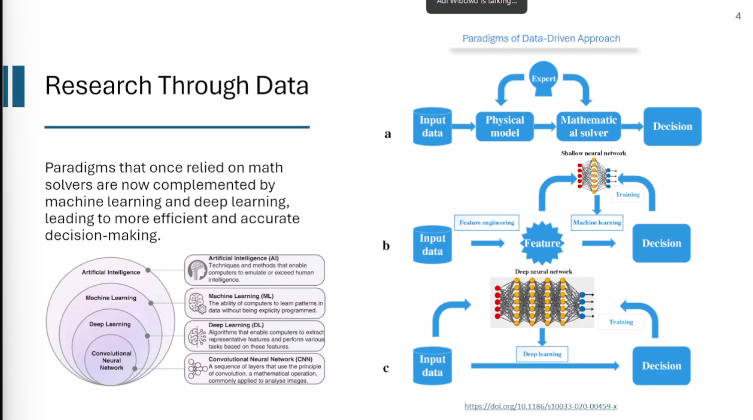 Adi Wibowo is talking...
4
Research Through Data
Paradigms that once relied on math
solvers are now complemented by
machine learning and deep learning,
leading to more efficient and accurate
decision-making.
Artificial Intelligence
Machine Learning
Deep Learning
Convolutional
Neural
Network
Artificial Intelligence (AI)
Techniques and methods that enable
computers to emulate or exceed human
intelligence.
Machine Learning (ML)
The ability of computers to learn patterns in
data without being explicitly programmed.
Deep Learning (DL)
Algorithms that enable computers to extract
representative features and perform various
tasks based on these features.
Convolutional Neural Network (CNN)
A sequence of layers that use the principle
of convolution, a mathematical operation,
commonly applied to analyse images.
Paradigms of Data-Driven Approach
Expert
a
Input
data
Physical
model
Mathematic
al solver
Decision
Shallow neural network
Training
Feature engineering
Machine learning
b
Input
data
Feature
Decision
Deep neural network
Training
Deep learning
c
Input
data
Decision
https://doi.org/10.1186/s10033-020-00459-x